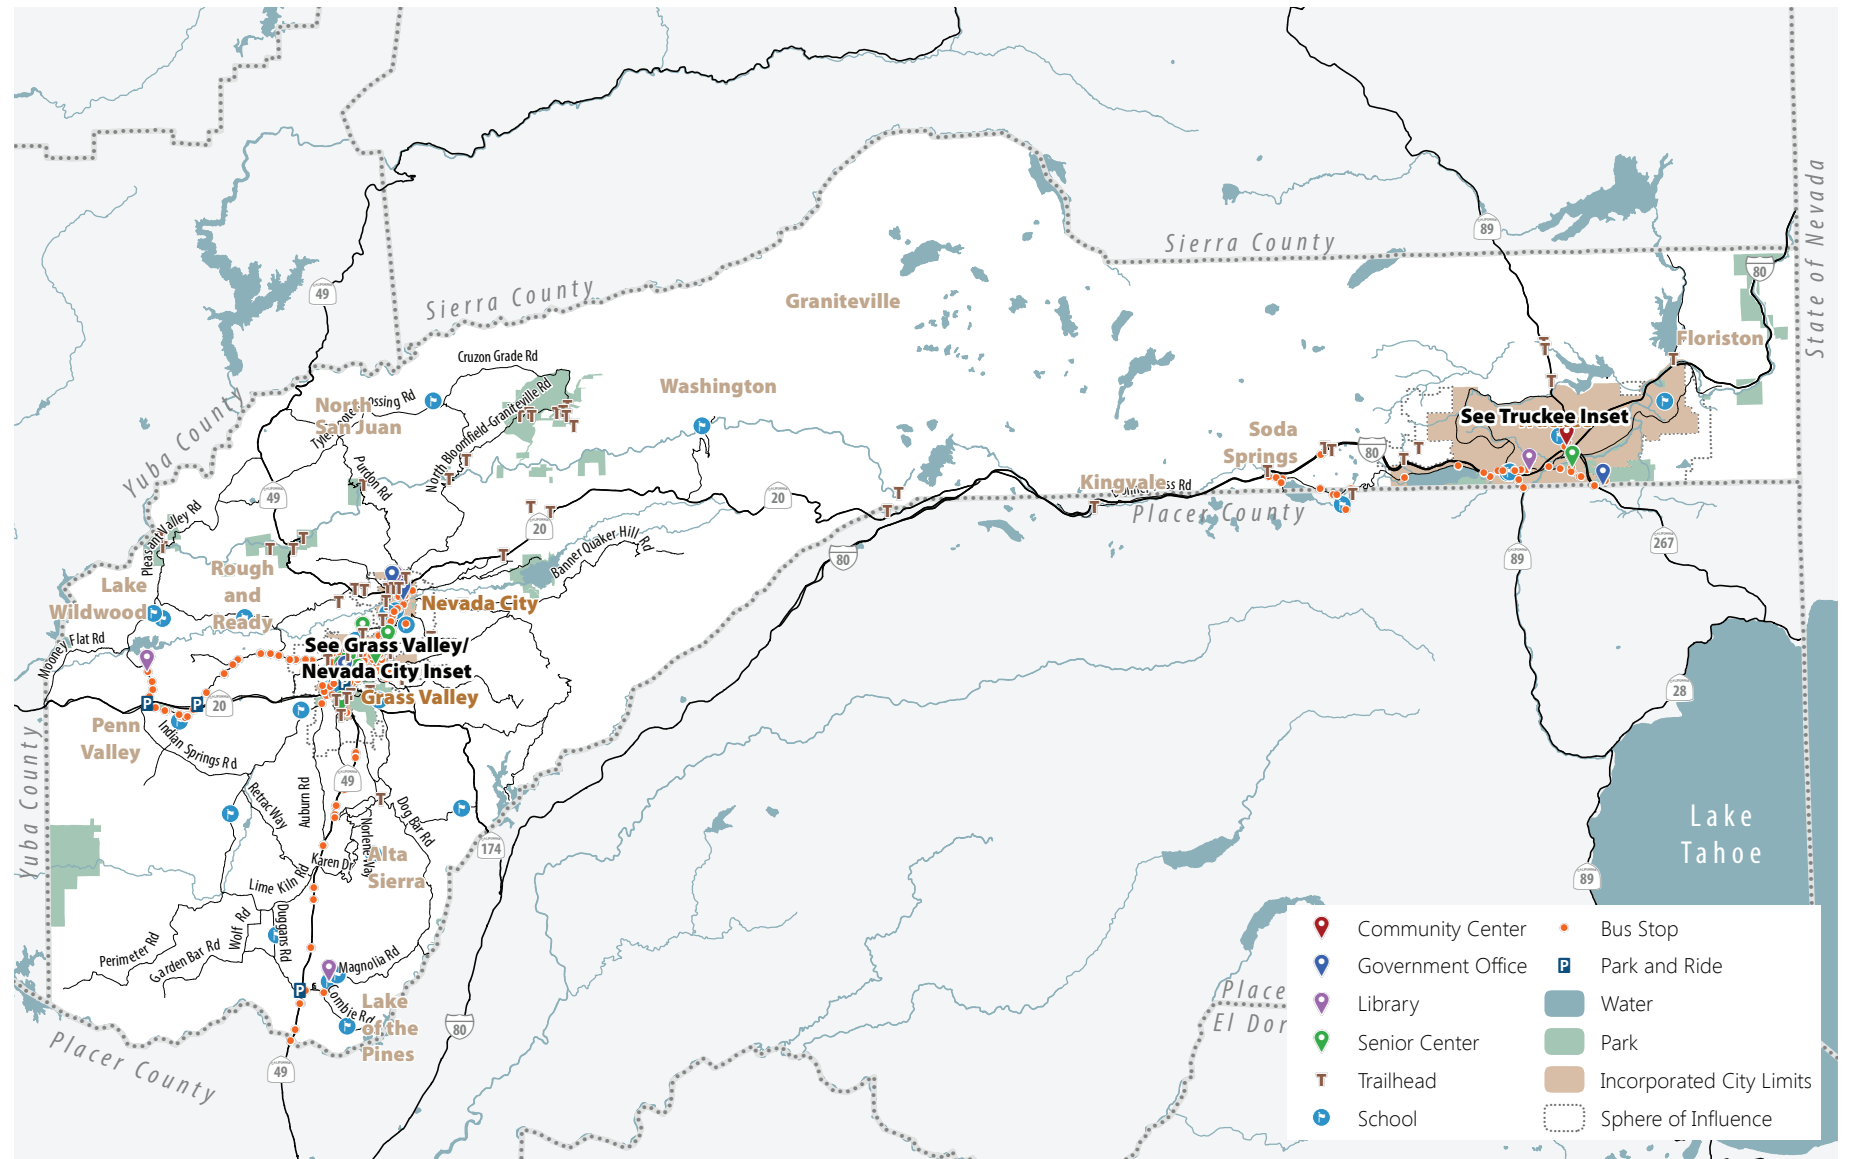 Sierra County
State of Nevada
89
80
49
Sierra County
Graniteville
Floriston
Cruzon Grade Rd
Washington
North
San Juan
Yuba County
North Bloomfield-Graniteville Rd
See Truckee Inset
Soda
Springs
80
Purdon Rd
Kingvale
49
20
20
Placer County
Pleasant Valley Rd
Banner Quaker Hill Rd
267
80
89
Rough
and
Ready
Lake
Wildwood
Nevada City
Mooney Flat Rd
See Grass Valley/
Nevada City Inset
Grass Valley
20
28
Penn
Valley
Indian Springs Rd
Yuba County
49
Retrac Way
Auburn Rd
Dog Bar Rd
174
Lake
Tahoe
Karen Dr
Alta
Sierra
Lime Kiln Rd
89
Duggans Rd
Wolf Rd
Perimeter Rd
Garden Bar Rd
Magnolia Rd
Combie Rd
Lake
of the
Pines
80
49
Placer County
Community Center
Government Office
Library
Senior Center
Trailhead
School
Bus Stop
Park and Ride
Water
Park
Incorporated City Limits
Sphere of Influence